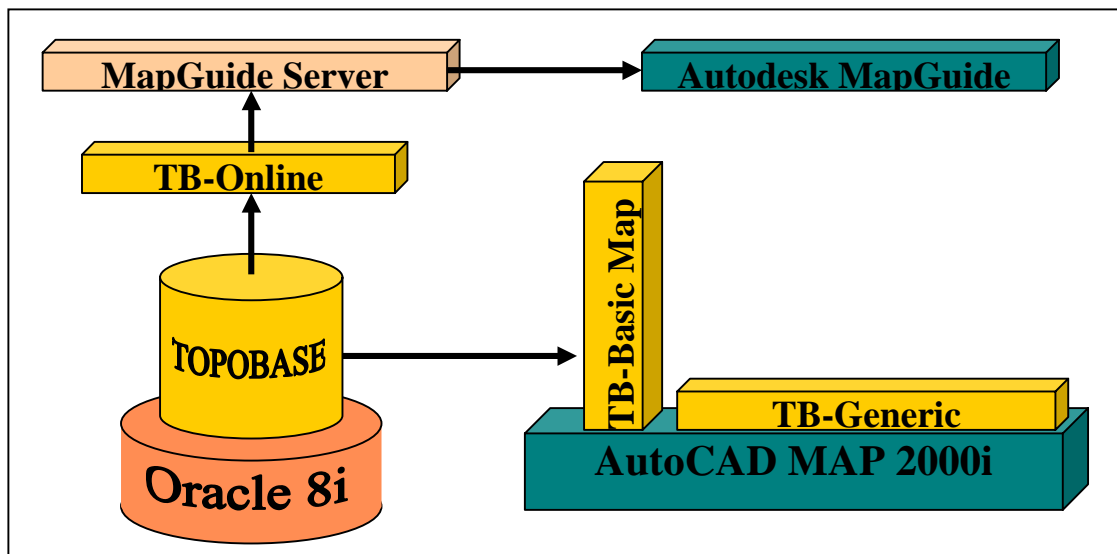 MapGuide Server
Autodesk MapGuide
TB-Online
TB-Basic Map
TOPOBASE
TB-Generic
AutoCAD MAP 2000i
Oracle 8i